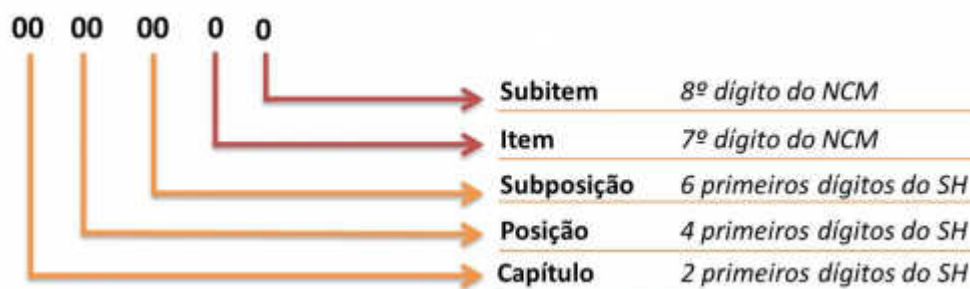 00 00 00 0 0
Subitem 8º dígito do NCM
Item 7º dígito do NCM
Subposição 6 primeiros dígitos do SH
Posição 4 primeiros dígitos do SH
Capítulo 2 primeiros dígitos do SH